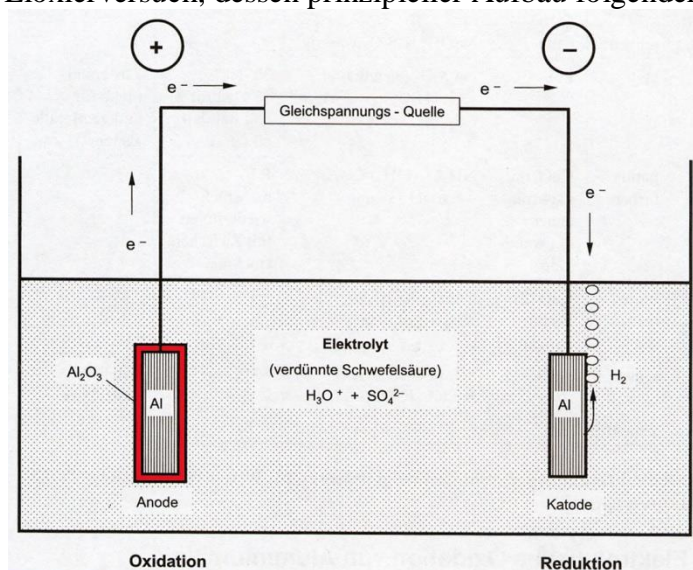 Eloxierversuch, dessen prinzipieller Aufbau folgender
+
−
e⁻
Gleichspannungs - Quelle
e⁻
e⁻
e⁻
Elektrolyt
(verdünnte Schwefelsäure)
H₃O⁺ + SO₄²⁻
Al₂O₃
Al
Al
H₂
Anode
Katode
Oxidation
Reduktion